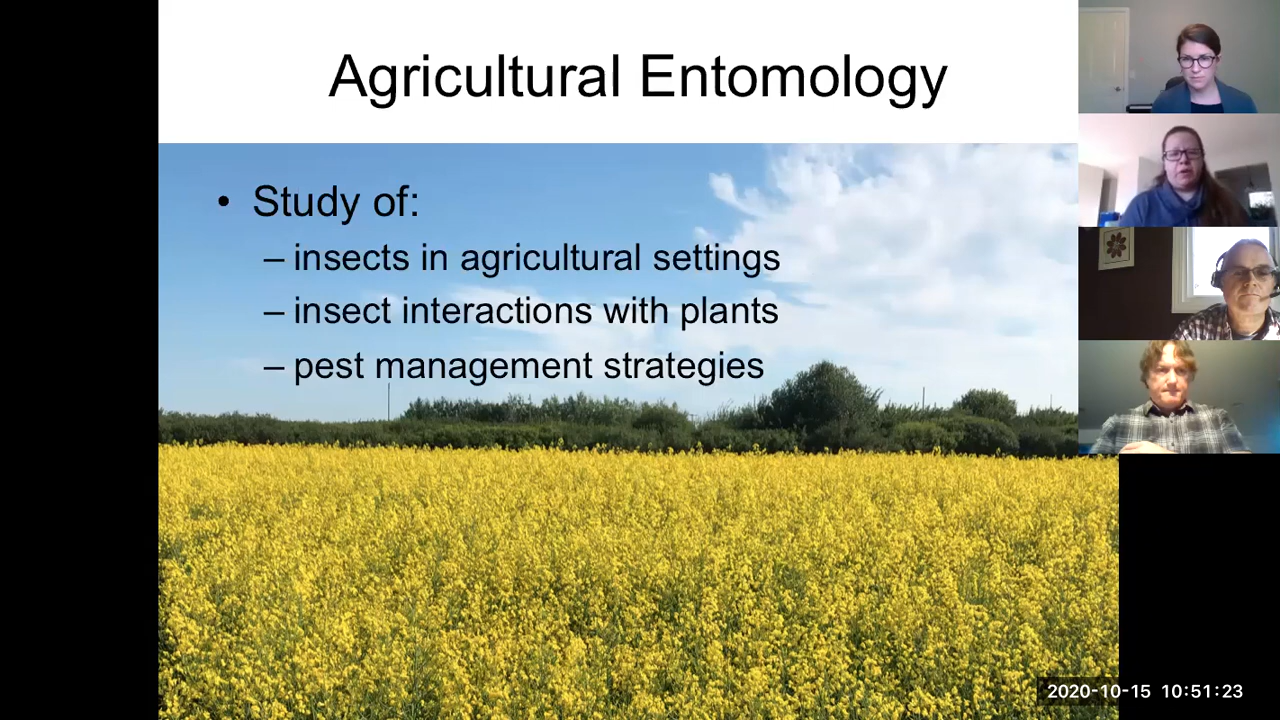 Agricultural Entomology
• Study of:
– insects in agricultural settings
– insect interactions with plants
– pest management strategies
2020-10-15 10:51:23